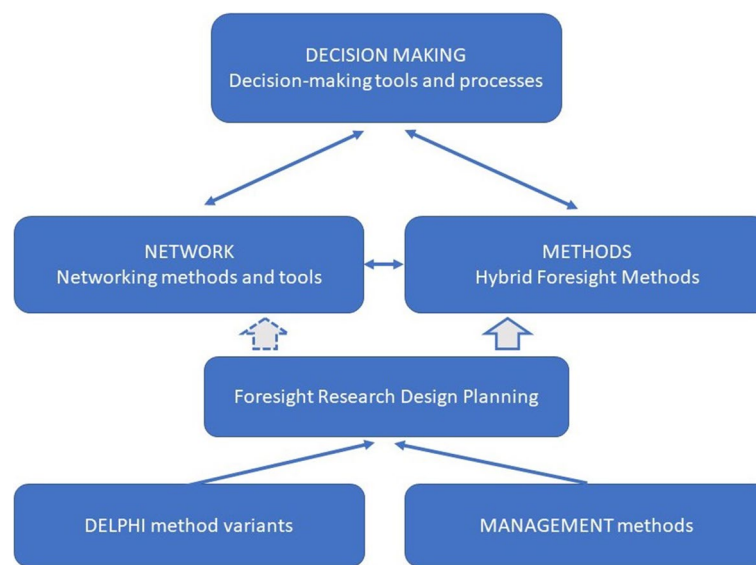 DECISION MAKING
Decision-making tools and processes
NETWORK
Networking methods and tools
METHODS
Hybrid Foresight Methods
Foresight Research Design Planning
DELPHI method variants
MANAGEMENT methods